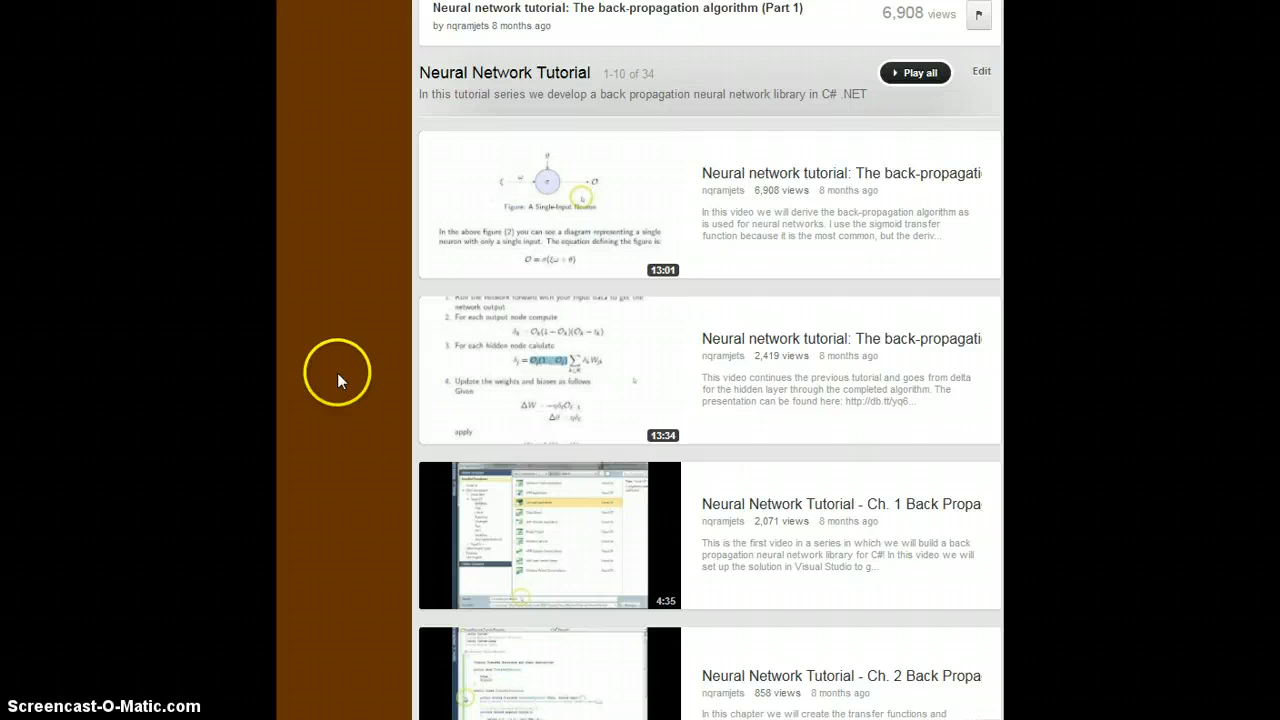 Neural network tutorial: The back-propagation algorithm (Part 1)
6,908 views
by nqramjets 8 months ago
Neural Network Tutorial 1-10 of 34
Play all
Edit
In this tutorial series we develop a back propagation neural network library in C# .NET
θ
ξ ω σ O
Figure: A Single-Input Neuron
In the above figure (2) you can see a diagram representing a single
neuron with only a single input. The equation defining the figure is:
O = σ(ξω + θ)
13:01
Neural network tutorial: The back-propagati
nqramjets 6,908 views 8 months ago
In this video we will derive the back-propagation algorithm as
is used for neural networks. I use the sigmoid transfer
function because it is the most common, but the deriv...
1. Run the network forward with your input data to get the
network output
2. For each output node compute
3. For each hidden node calulate
4. Update the weights and biases as follows
Given
apply
13:34
Neural network tutorial: The back-propagati
nqramjets 2,419 views 8 months ago
This video continues the previous tutorial and goes from delta
for the hidden layer through the completed algorithm. The
presentation can be found here: http://db.tt/yq6...
4:35
Neural Network Tutorial - Ch. 1 Back Propa
nqramjets 2,071 views 8 months ago
This is the first video in a series in which we will build a back
propagation neural network library for C#! In this video we will
set up the solution in Visual Studio to g...
Neural Network Tutorial - Ch. 2 Back Propa
nqramjets 858 views 8 months ago
In this chapter we will create the transfer functions and
Screencast-O-Matic.com